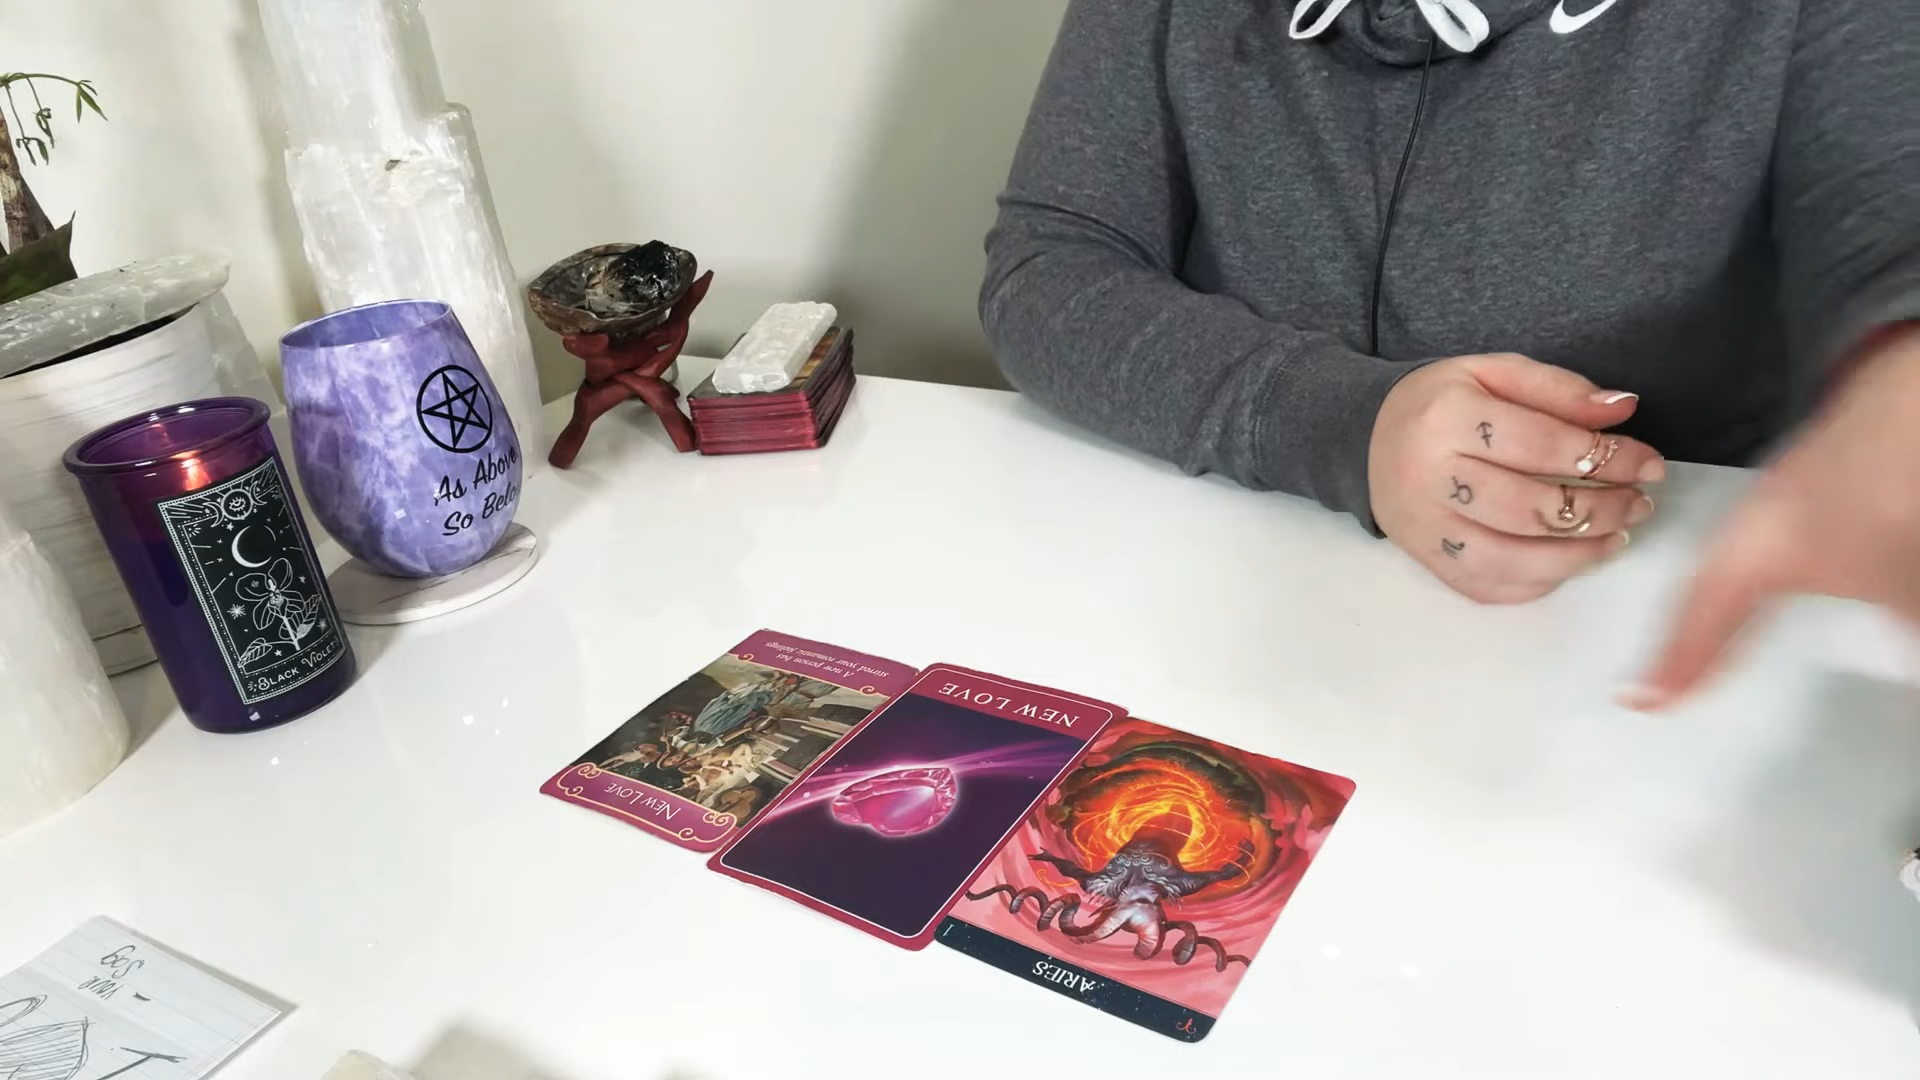 As Above
So Belo
BLACK VIOLET
A new person has
stirred your romantic feelings
NEW LOVE
NEW LOVE
1
ARIES
- YOUR
Sag